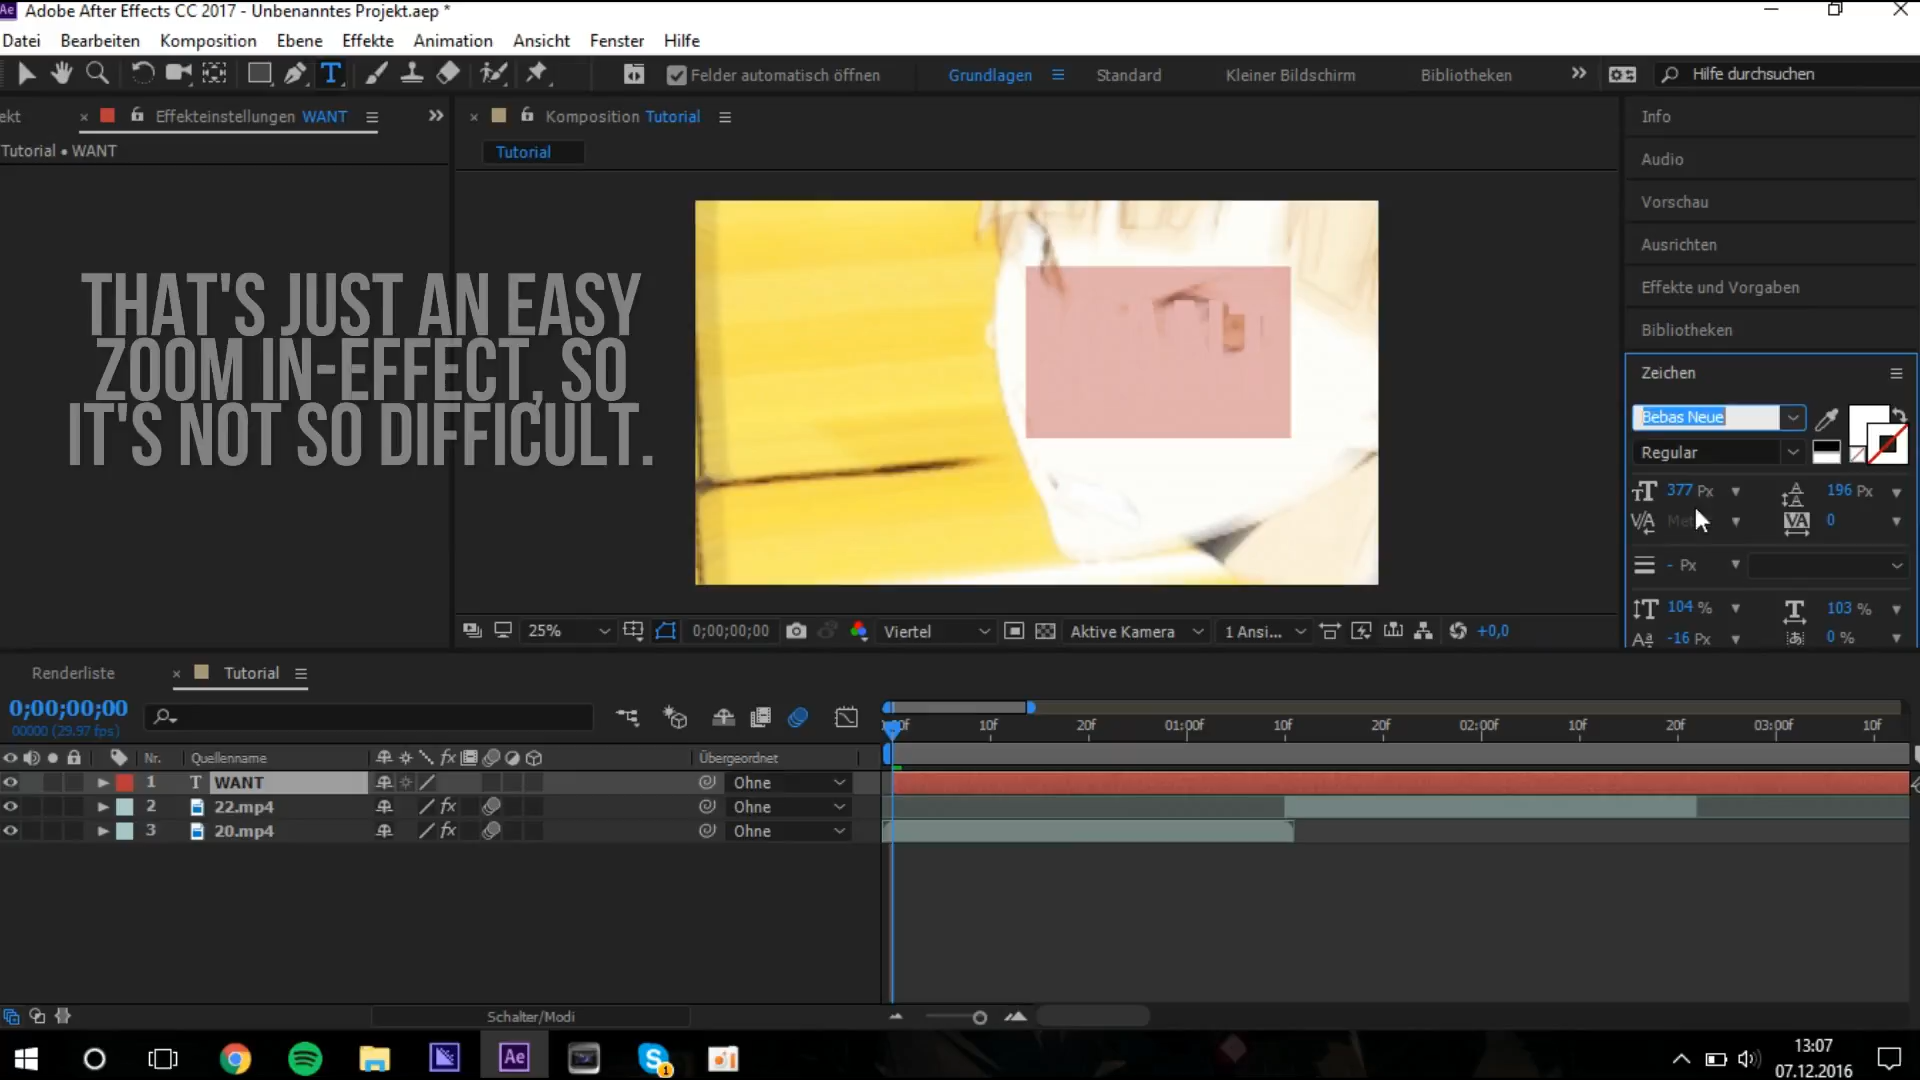 Adobe After Effects CC 2017 - Unbenanntes Projekt.aep *
Datei Bearbeiten Komposition Ebene Effekte Animation Ansicht Fenster Hilfe
Felder automatisch öffnen Grundlagen Standard Kleiner Bildschirm Bibliotheken Hilfe durchsuchen
ekt Effekteinstellungen WANT Komposition Tutorial
Tutorial • WANT
Tutorial
THAT'S JUST AN EASY
ZOOM IN-EFFECT, SO
IT'S NOT SO DIFFICULT.
Info
Audio
Vorschau
Ausrichten
Effekte und Vorgaben
Bibliotheken
Zeichen
Bebas Neue
Regular
377 Px 196 Px
0
- Px
104 % 103 %
-16 Px 0 %
25% 0;00;00;00 Viertel Aktive Kamera 1 Ansi... +0,0
Renderliste Tutorial
0;00;00;00
00000 (29.97 fps)
10f 20f 01:00f 10f 20f 02:00f 10f 20f 03:00f 10f
Nr. Quellenname fx Übergeordnet
1 T WANT Ohne
2 22.mp4 fx Ohne
3 20.mp4 fx Ohne
Schalter/Modi
Ae
1
13:07
07.12.2016